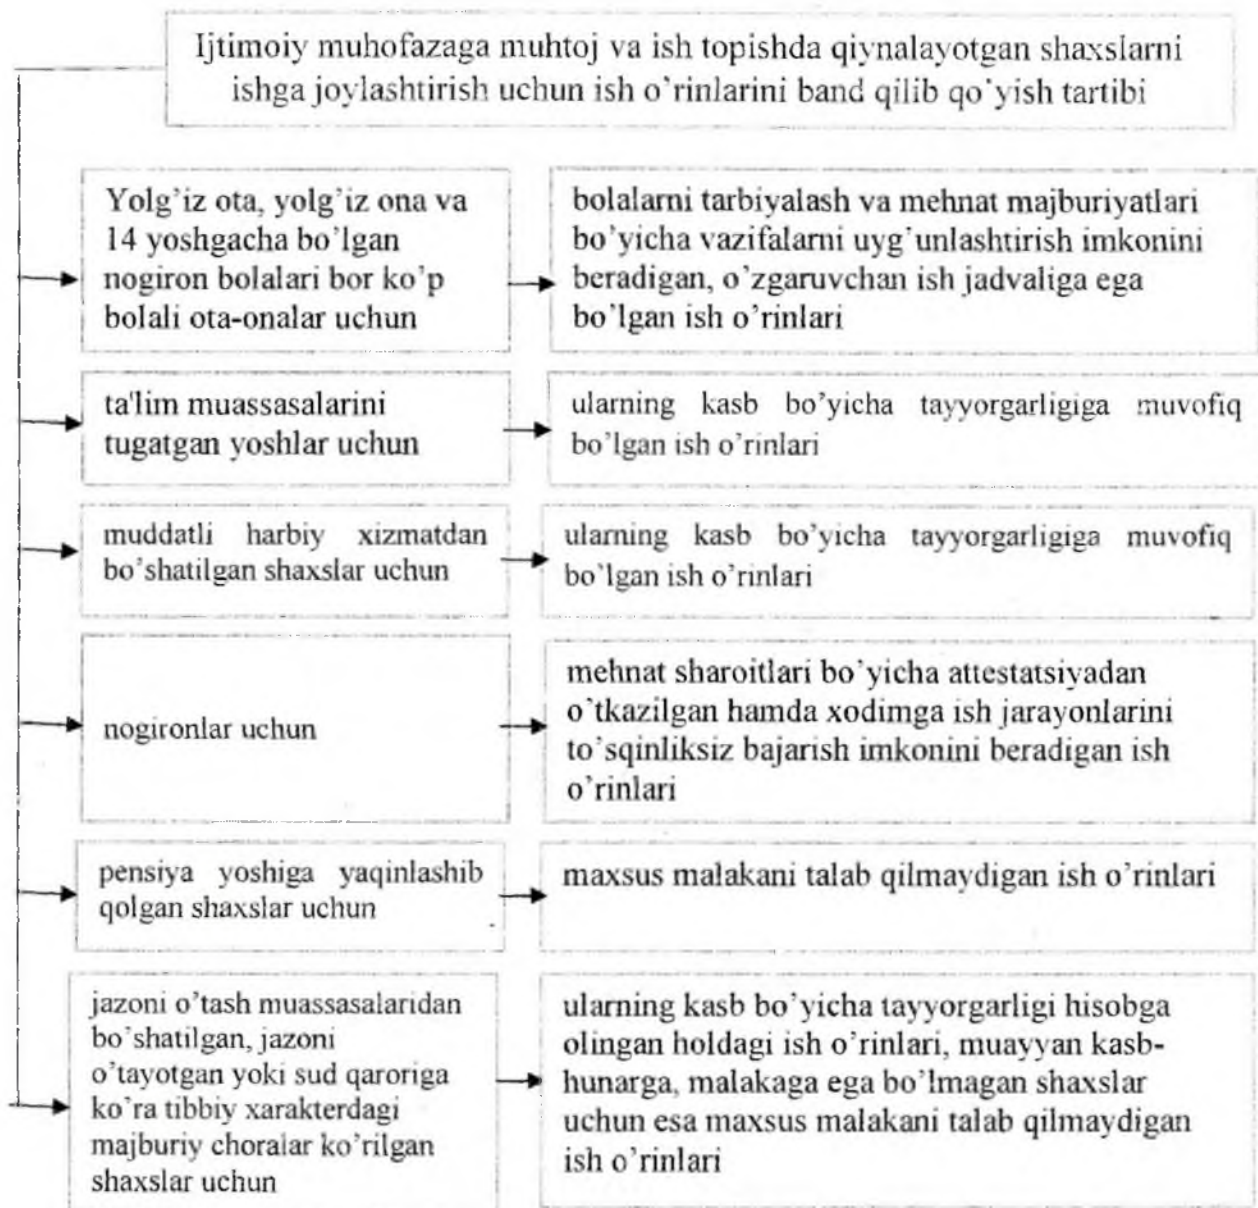 Ijtimoiy muhofazaga muhtoj va ish topishda qiynalayotgan shaxslarni
ishga joylashtirish uchun ish o’rinlarini band qilib qo’yish tartibi
Yolg’iz ota, yolg’iz ona va
14 yoshgacha bo’lgan
nogiron bolalari bor ko’p
bolali ota-onalar uchun
bolalarni tarbiyalash va mehnat majburiyatlari
bo’yicha vazifalarni uyg’unlashtirish imkonini
beradigan, o’zgaruvchan ish jadvaliga ega
bo’lgan ish o’rinlari
ta'lim muassasalarini
tugatgan yoshlar uchun
ularning kasb bo’yicha tayyorgarligiga muvofiq
bo’lgan ish o’rinlari
muddatli harbiy xizmatdan
bo’shatilgan shaxslar uchun
ularning kasb bo’yicha tayyorgarligiga muvofiq
bo’lgan ish o’rinlari
nogironlar uchun
mehnat sharoitlari bo’yicha attestatsiyadan
o’tkazilgan hamda xodimga ish jarayonlarini
to’sqinliksiz bajarish imkonini beradigan ish
o’rinlari
pensiya yoshiga yaqinlashib
qolgan shaxslar uchun
maxsus malakani talab qilmaydigan ish o’rinlari
jazoni o’tash muassasalaridan
bo’shatilgan, jazoni
o’tayotgan yoki sud qaroriga
ko’ra tibbiy xarakterdagi
majburiy choralar ko’rilgan
shaxslar uchun
ularning kasb bo’yicha tayyorgarligi hisobga
olingan holdagi ish o’rinlari, muayyan kasb-
hunarga, malakaga ega bo’lmagan shaxslar
uchun esa maxsus malakani talab qilmaydigan
ish o’rinlari